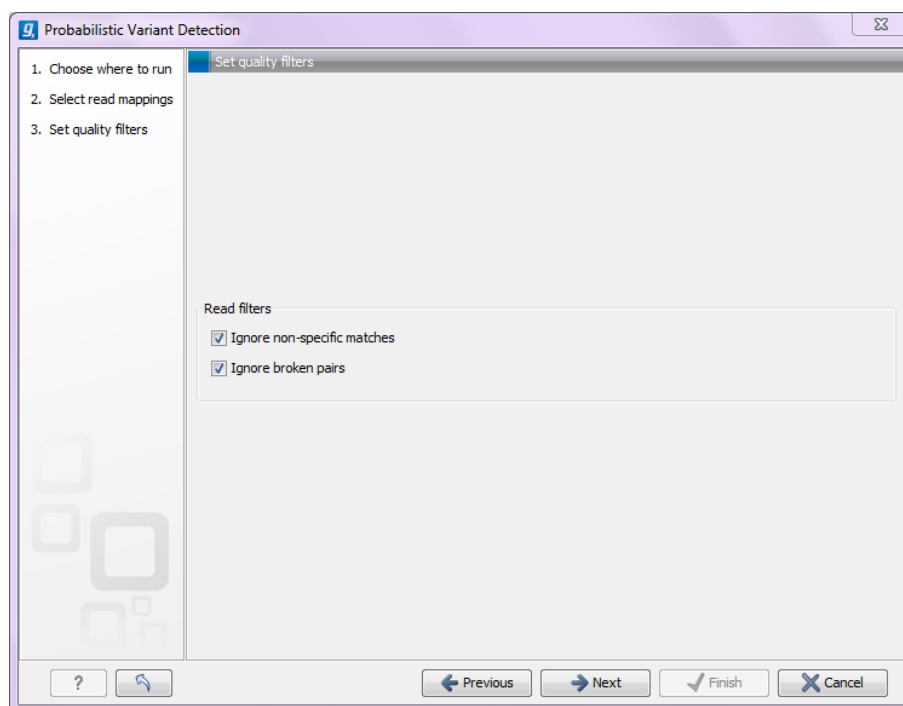 Probabilistic Variant Detection
1. Choose where to run
2. Select read mappings
3. Set quality filters
Set quality filters
Read filters
Ignore non-specific matches
Ignore broken pairs
?
Previous
Next
Finish
Cancel